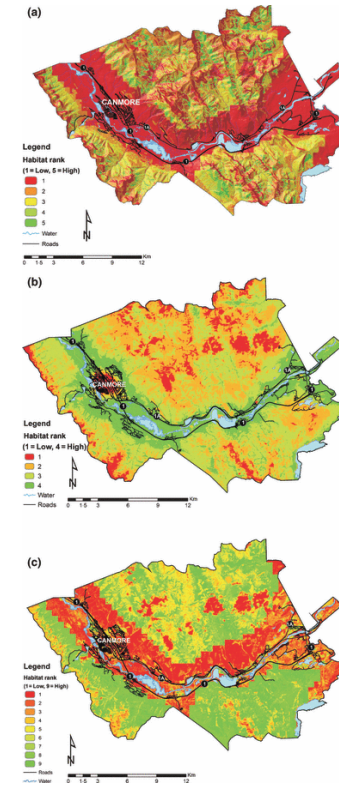 (a)
CANMORE
Legend
Habitat rank
(1 = Low, 5 = High)
1
2
3
4
5
Water
Roads
N
Km
0 1·5 3 6 9 12
(b)
CANMORE
Legend
Habitat rank
(1 = Low, 4 = High)
1
2
3
4
Water
Roads
N
Km
0 1·5 3 6 9 12
(c)
CANMORE
Legend
Habitat rank
(1 = Low, 9 = High)
1
2
3
4
5
6
7
8
9
Roads
Water
N
Km
0 1·5 3 6 9 12